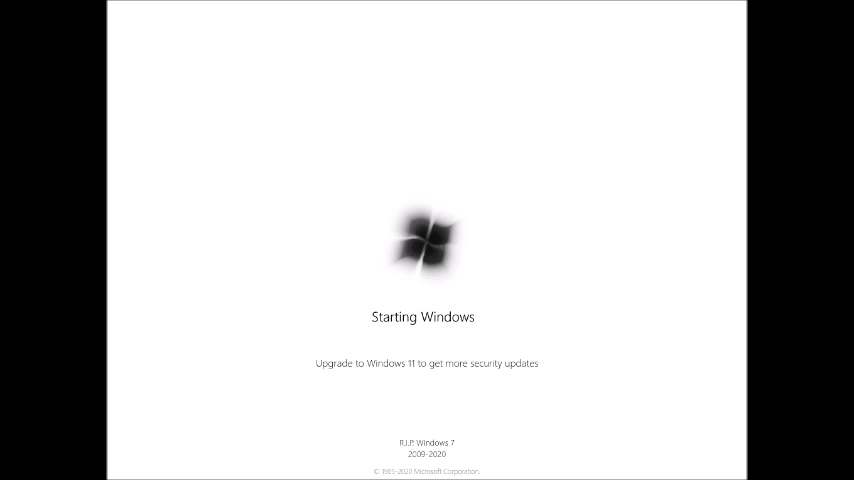 Starting Windows
Upgrade to Windows 11 to get more security updates
R.I.P. Windows 7
2009-2020
© 1985-2020 Microsoft Corporation.